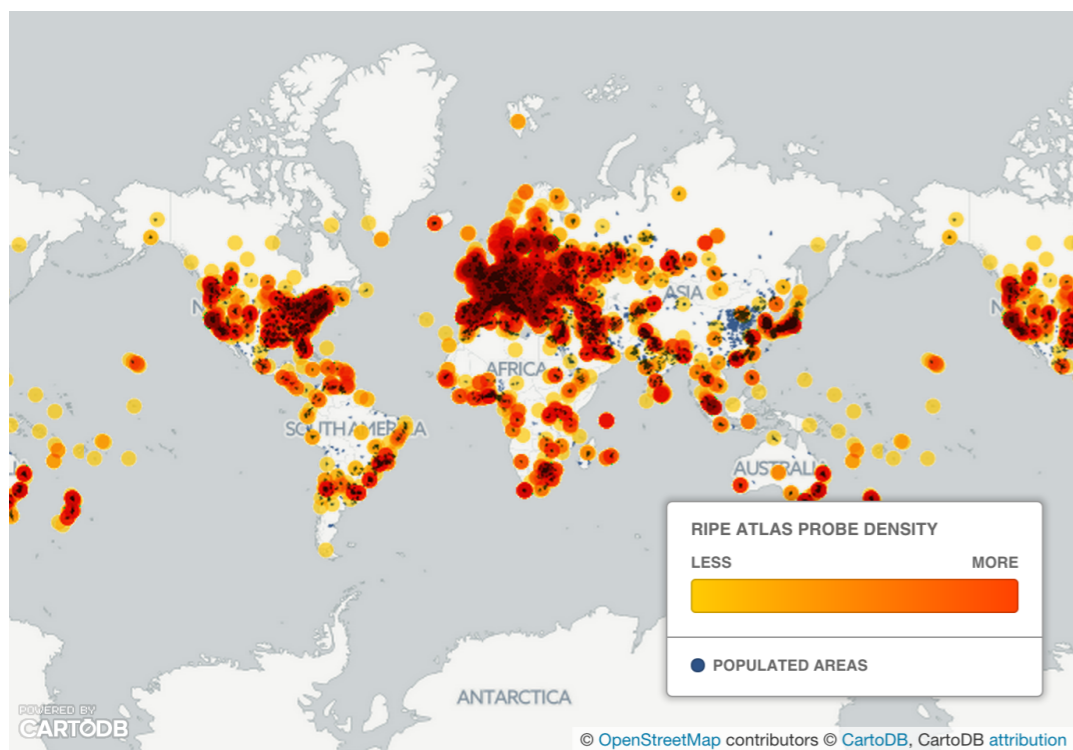 ASIA
AFRICA
SOUTH AMERICA
AUSTRALI
RIPE ATLAS PROBE DENSITY
LESS MORE
POPULATED AREAS
ANTARCTICA
POWERED BY
CARTODB
© OpenStreetMap contributors © CartoDB, CartoDB attribution